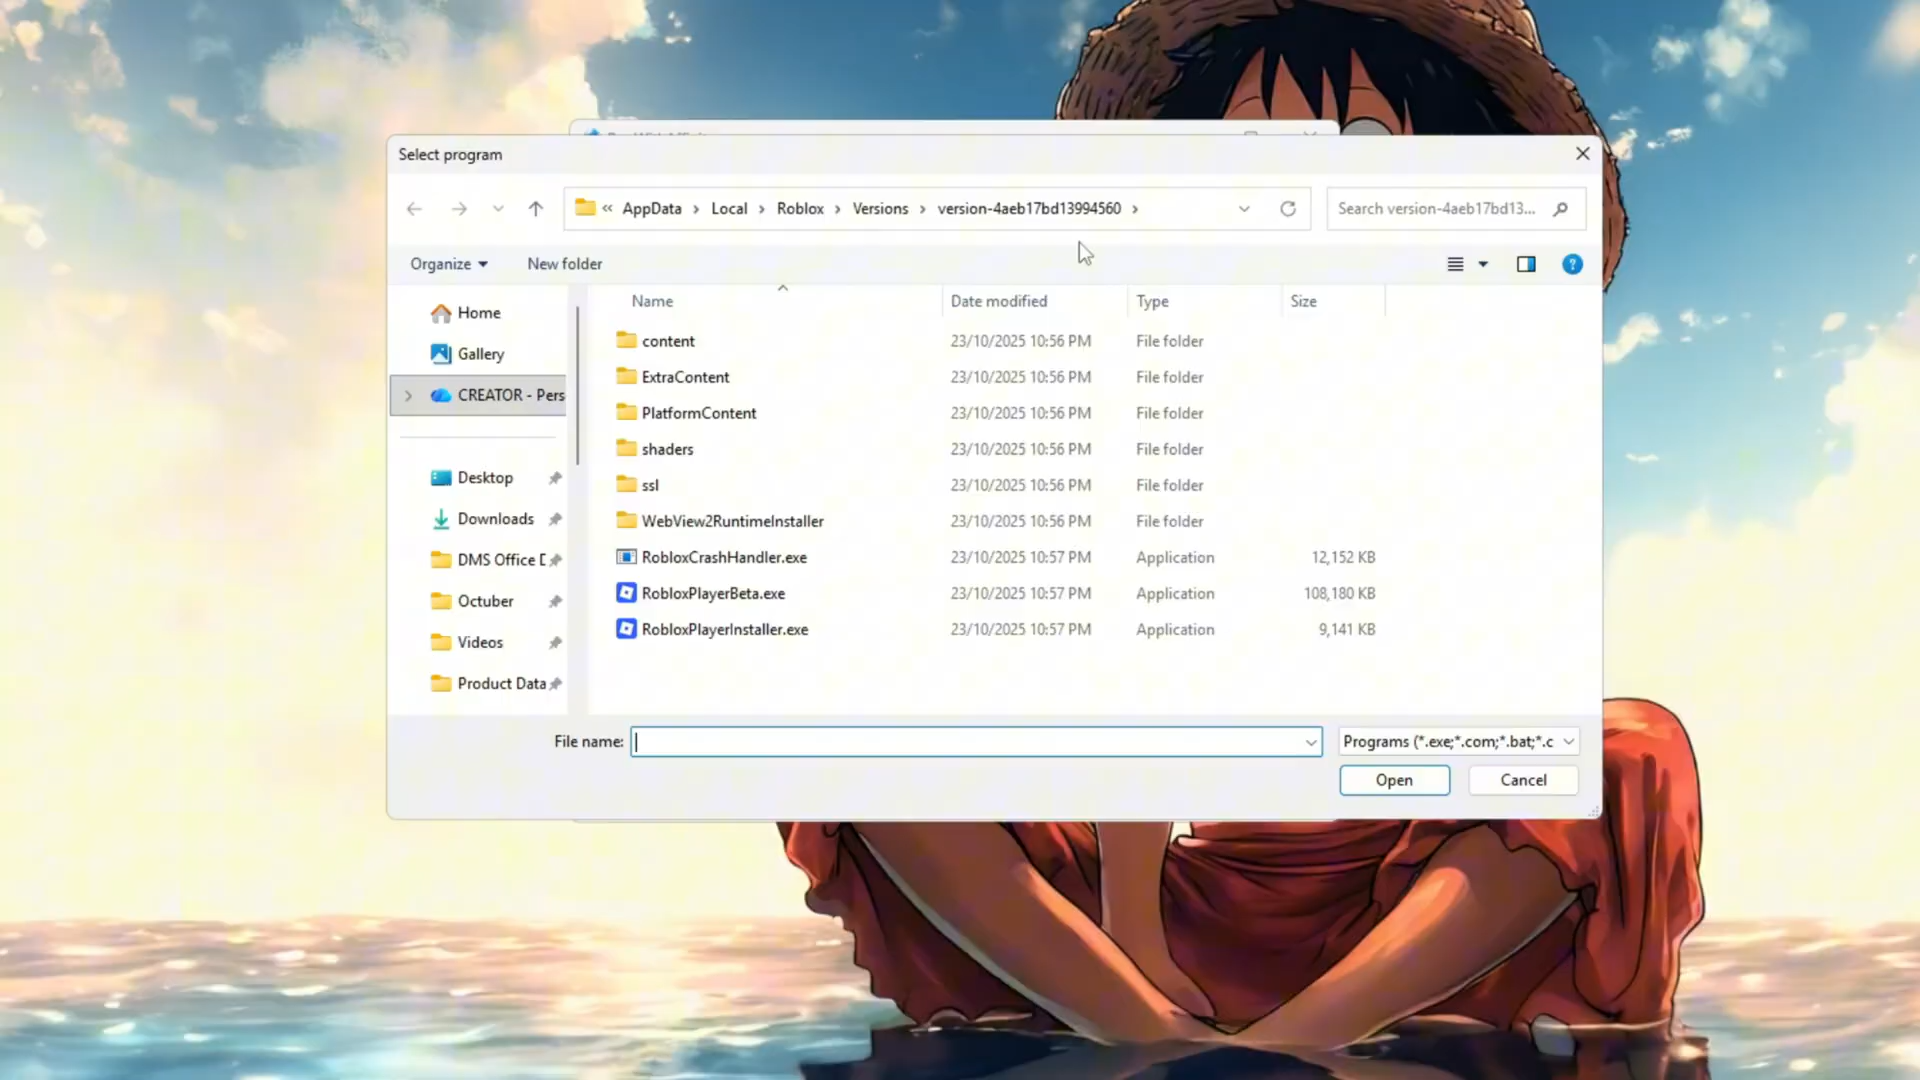 Select program
« AppData > Local > Roblox > Versions > version-4aeb17bd13994560 >
Search version-4aeb17bd13...
Organize
New folder
?
Home
Gallery
CREATOR - Pers
Desktop
Downloads
DMS Office D
Octuber
Videos
Product Data
Name Date modified Type Size
content 23/10/2025 10:56 PM File folder
ExtraContent 23/10/2025 10:56 PM File folder
PlatformContent 23/10/2025 10:56 PM File folder
shaders 23/10/2025 10:56 PM File folder
ssl 23/10/2025 10:56 PM File folder
WebView2RuntimeInstaller 23/10/2025 10:56 PM File folder
RobloxCrashHandler.exe 23/10/2025 10:57 PM Application 12,152 KB
RobloxPlayerBeta.exe 23/10/2025 10:57 PM Application 108,180 KB
RobloxPlayerInstaller.exe 23/10/2025 10:57 PM Application 9,141 KB
File name:
Programs (*.exe;*.com;*.bat;*.c
Open
Cancel